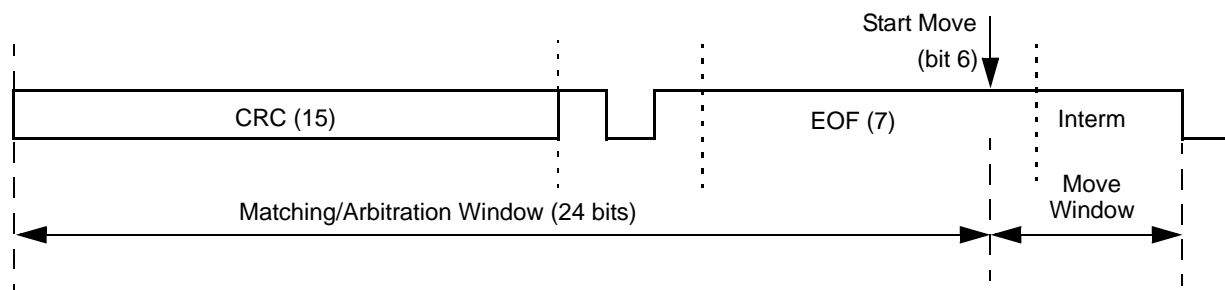 Start Move
(bit 6)
CRC (15)
EOF (7)
Interm
Matching/Arbitration Window (24 bits)
Move
Window